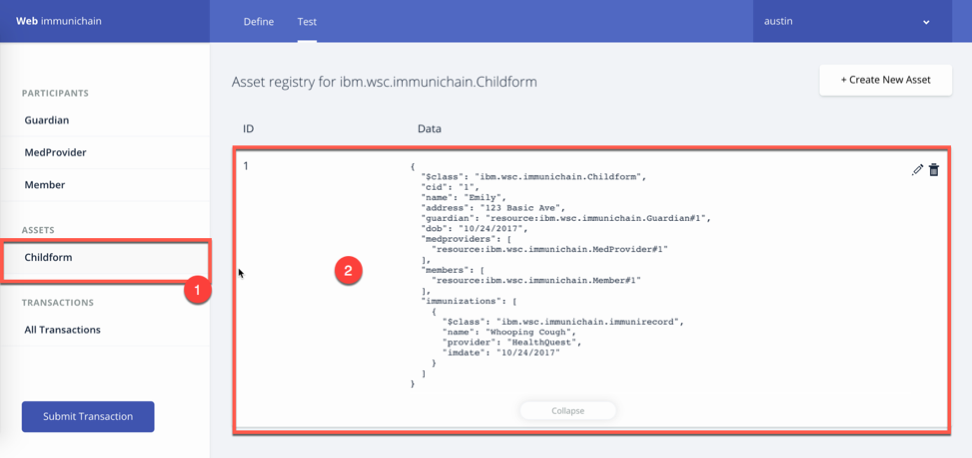 Web immunichain
Define
Test
austin
PARTICIPANTS
Guardian
MedProvider
Member
ASSETS
Childform
1
TRANSACTIONS
All Transactions
Submit Transaction
Asset registry for ibm.wsc.immunichain.Childform
+ Create New Asset
ID
Data
1
{
"$class": "ibm.wsc.immunichain.Childform",
"cid": "1",
"name": "Emily",
"address": "123 Basic Ave",
"guardian": "resource:ibm.wsc.immunichain.Guardian#1",
"dob": "10/24/2017",
"medproviders": [
"resource:ibm.wsc.immunichain.MedProvider#1"
],
"members": [
"resource:ibm.wsc.immunichain.Member#1"
],
"immunizations": [
{
"$class": "ibm.wsc.immunichain.immunirecord",
"name": "Whooping Cough",
"provider": "HealthQuest",
"imdate": "10/24/2017"
}
]
}
2
Collapse